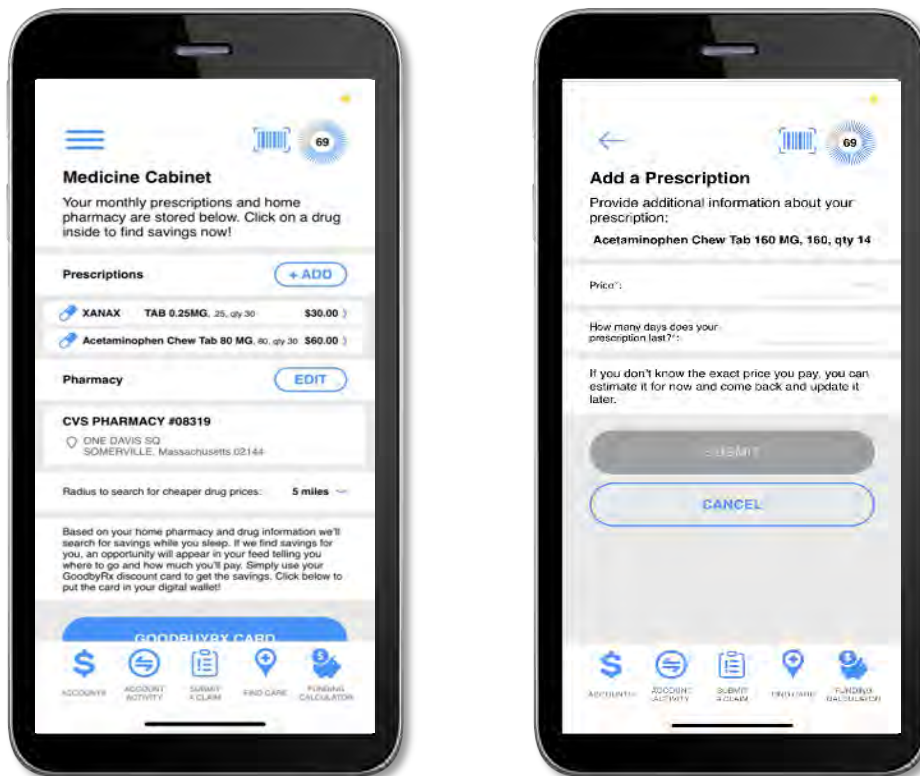 69
Medicine Cabinet
Your monthly prescriptions and home
pharmacy are stored below. Click on a drug
inside to find savings now!
Prescriptions + ADD
XANAX TAB 0.25MG, .25, qty 30 $30.00
Acetaminophen Chew Tab 80 MG, 80, qty 30 $60.00
Pharmacy EDIT
CVS PHARMACY #08319
ONE DAVIS SQ
SOMERVILLE, Massachusetts 02144
Radius to search for cheaper drug prices: 5 miles
Based on your home pharmacy and drug information we'll
search for savings while you sleep. If we find savings for
you, an opportunity will appear in your feed telling you
where to go and how much you'll pay. Simply use your
GoodbyRx discount card to get the savings. Click below to
put the card in your digital wallet!
GOODBUYRX CARD
ACCOUNTS
ACCOUNT
ACTIVITY
SUBMIT
A CLAIM
FIND CARE
FUNDING
CALCULATOR
69
Add a Prescription
Provide additional information about your
prescription:
Acetaminophen Chew Tab 160 MG, 160, qty 14
Price*:
How many days does your
prescription last?*:
If you don't know the exact price you pay, you can
estimate it for now and come back and update it
later.
SUBMIT
CANCEL
ACCOUNTS
ACCOUNT
ACTIVITY
SUBMIT
A CLAIM
FIND CARE
FUNDING
CALCULATOR